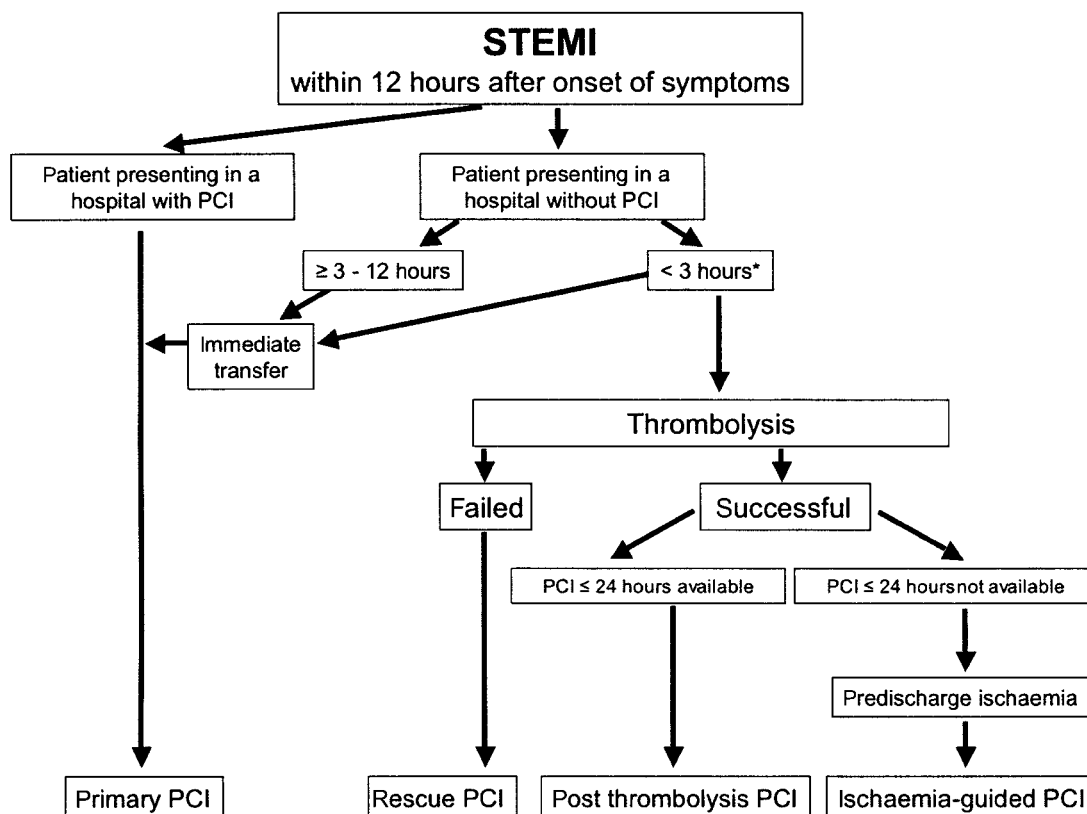 STEMI
within 12 hours after onset of symptoms
Patient presenting in a
hospital with PCI
Patient presenting in a
hospital without PCI
≥ 3 - 12 hours
< 3 hours*
Immediate
transfer
Thrombolysis
Failed
Successful
PCI ≤ 24 hours available
PCI ≤ 24 hours not available
Predischarge ischaemia
Primary PCI
Rescue PCI
Post thrombolysis PCI
Ischaemia-guided PCI